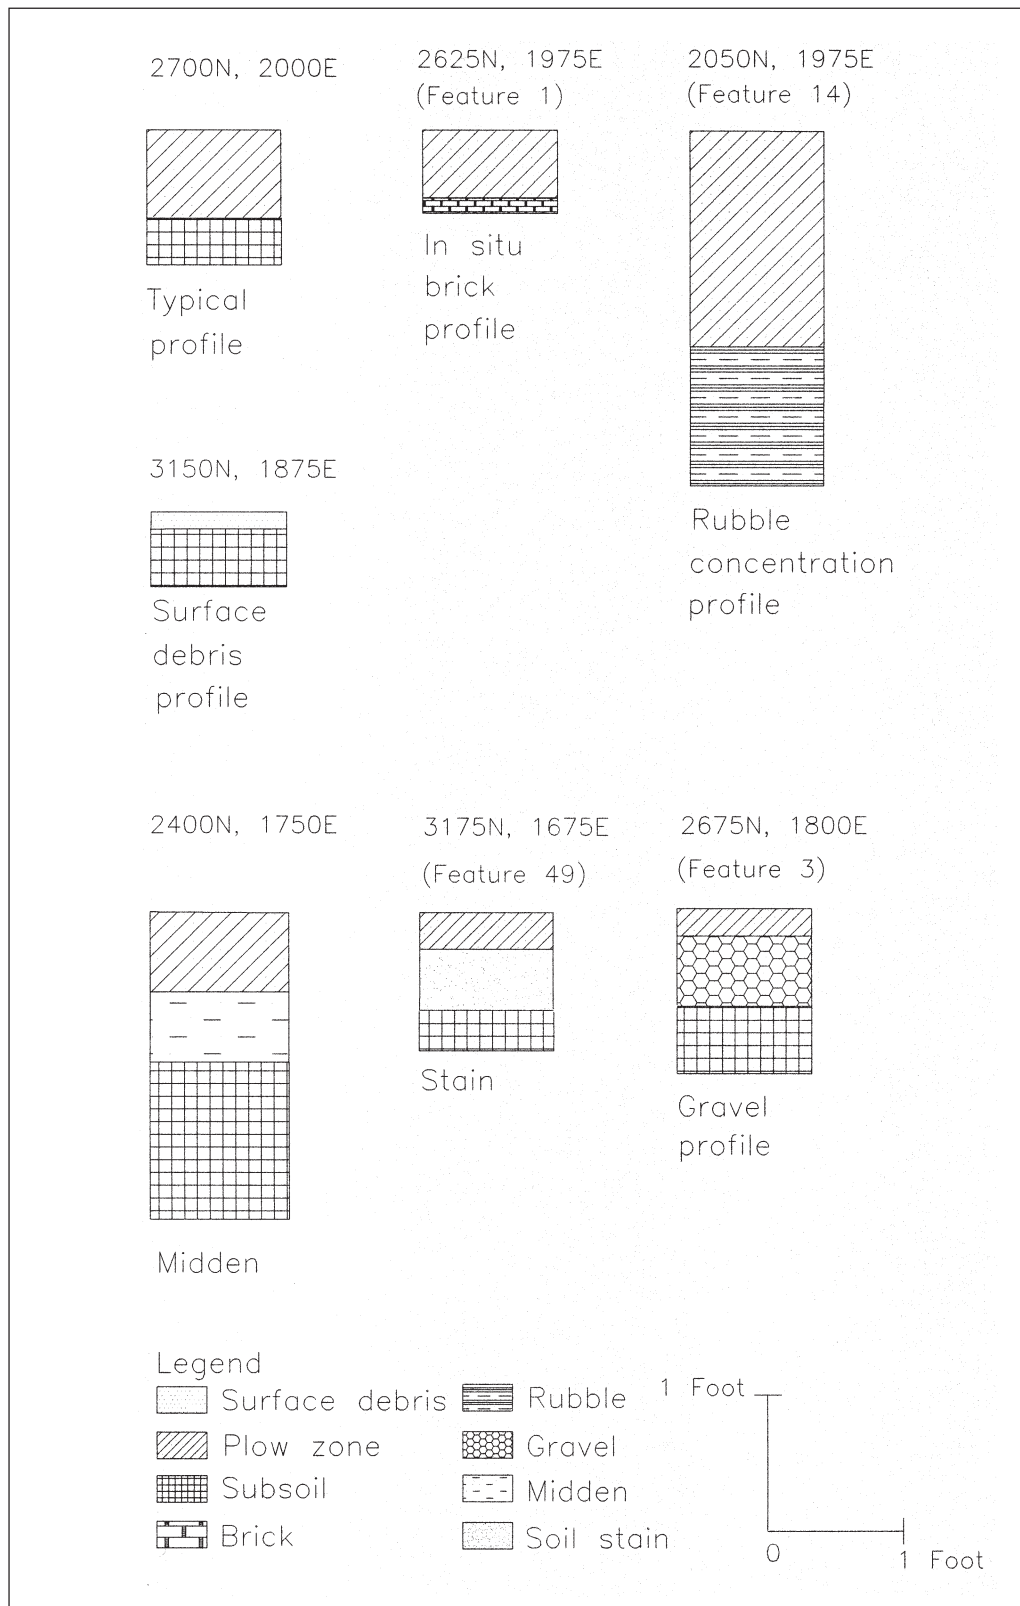 2700N, 2000E
2625N, 1975E
(Feature 1)
2050N, 1975E
(Feature 14)
Typical
profile
In situ
brick
profile
Rubble
concentration
profile
3150N, 1875E
Surface
debris
profile
2400N, 1750E
3175N, 1675E
(Feature 49)
2675N, 1800E
(Feature 3)
Midden
Stain
Gravel
profile
Legend
Surface debris
Plow zone
Subsoil
Brick
Rubble
Gravel
Midden
Soil stain
1 Foot
0
1 Foot